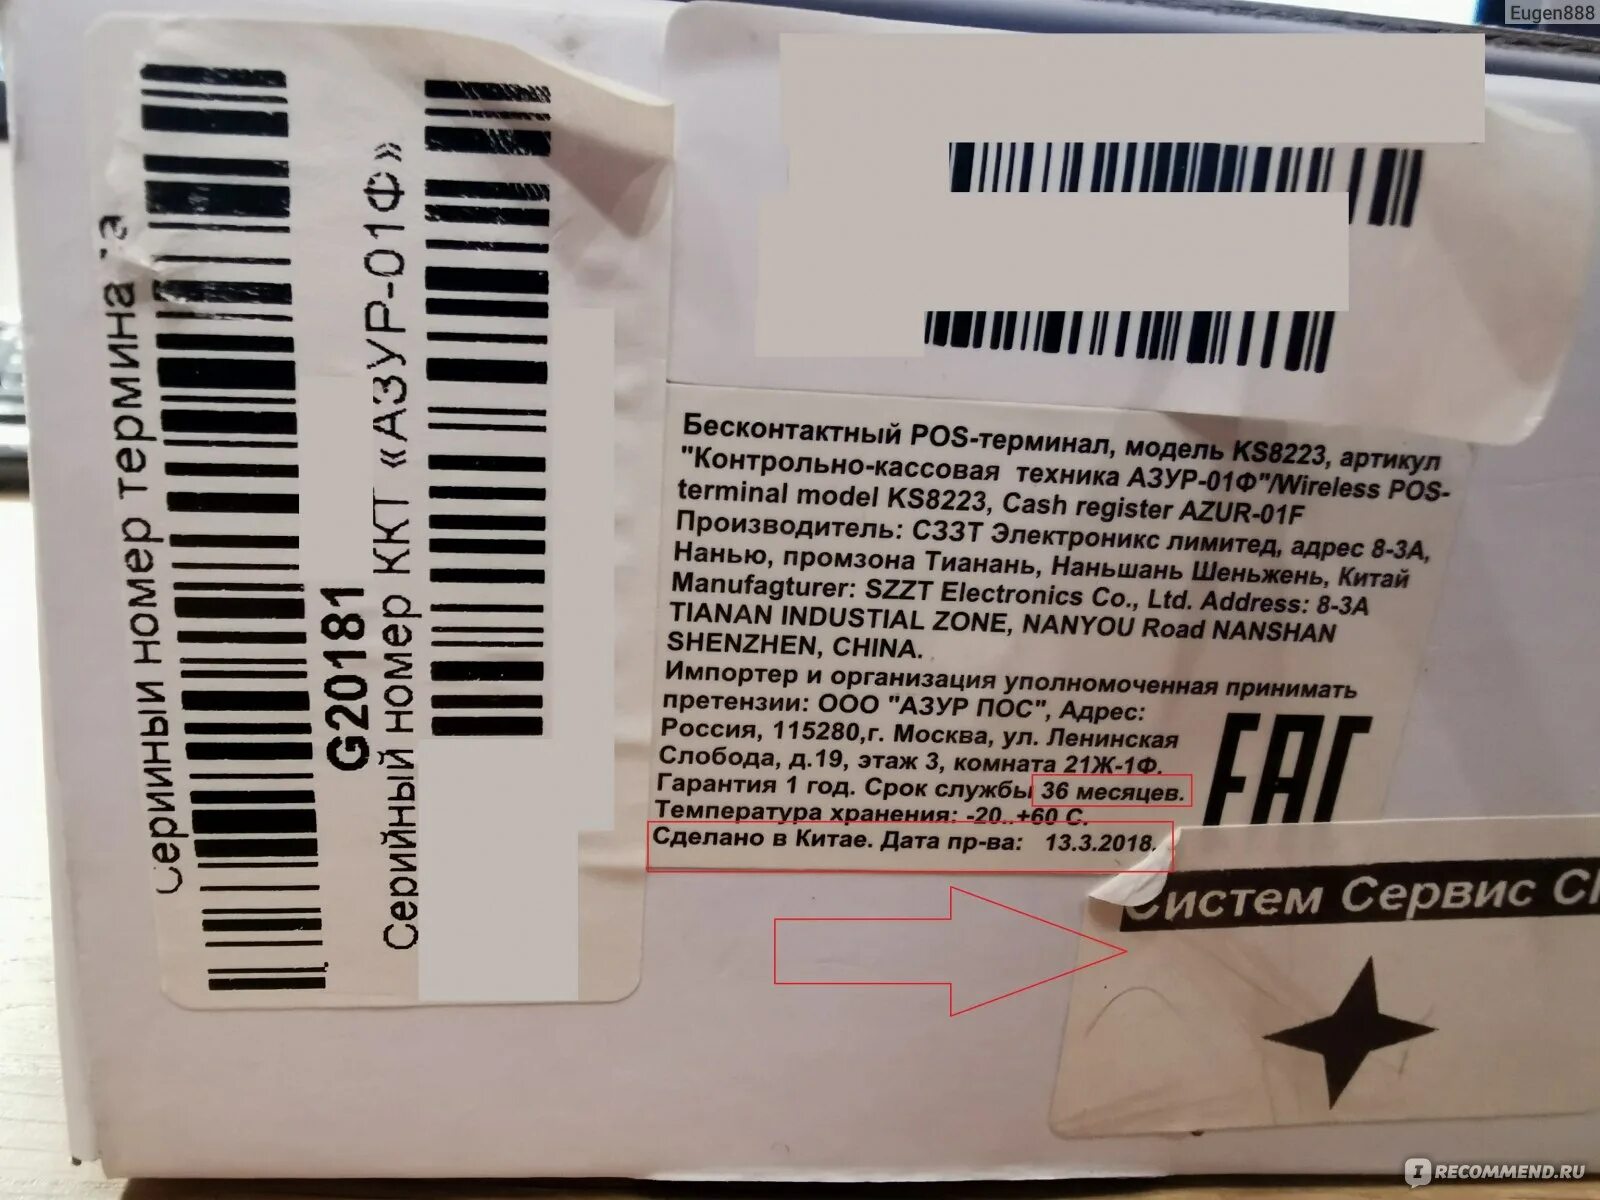 Eugen888
Серийный номер терминала
G20181
Серийный номер ККТ «АЗУР-01Ф»
Бесконтактный POS-терминал, модель KS8223, артикул
"Контрольно-кассовая техника АЗУР-01Ф"/Wireless POS-
terminal model KS8223, Cash register AZUR-01F
Производитель: СЗЗТ Электроникс лимитед, адрес 8-3А,
Нанью, промзона Тианань, Наньшань Шеньжень, Китай
Manufagturer: SZZT Electronics Co., Ltd. Address: 8-3A
TIANAN INDUSTIAL ZONE, NANYOU Road NANSHAN
SHENZHEN, CHINA.
Импортер и организация уполномоченная принимать
претензии: ООО "АЗУР ПОС", Адрес:
Россия, 115280,г. Москва, ул. Ленинская
Слобода, д.19, этаж 3, комната 21Ж-1Ф.
Гарантия 1 год. Срок службы 36 месяцев.
Температура хранения: -20..+60 С.
Сделано в Китае. Дата пр-ва: 13.3.2018.
EAC
Систем Сервис
IRECOMMEND.RU